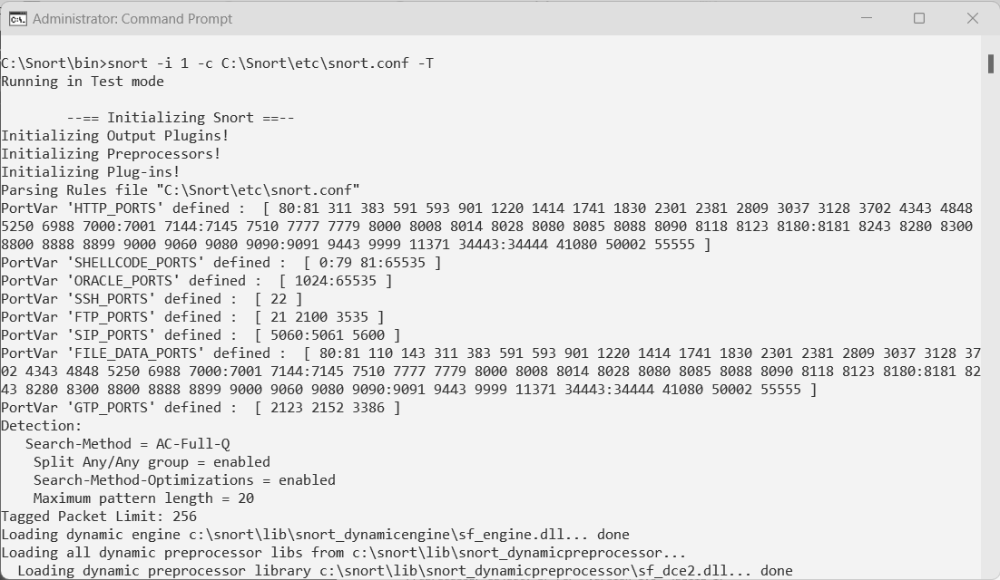 Administrator: Command Prompt
C:\Snort\bin>snort -i 1 -c C:\Snort\etc\snort.conf -T
Running in Test mode
--== Initializing Snort ==--
Initializing Output Plugins!
Initializing Preprocessors!
Initializing Plug-ins!
Parsing Rules file "C:\Snort\etc\snort.conf"
PortVar 'HTTP_PORTS' defined :  [ 80:81 311 383 591 593 901 1220 1414 1741 1830 2301 2381 2809 3037 3128 3702 4343 4848
5250 6988 7000:7001 7144:7145 7510 7777 7779 8000 8008 8014 8028 8080 8085 8088 8090 8118 8123 8180:8181 8243 8280 8300
8800 8888 8899 9000 9060 9080 9090:9091 9443 9999 11371 34443:34444 41080 50002 55555 ]
PortVar 'SHELLCODE_PORTS' defined :  [ 0:79 81:65535 ]
PortVar 'ORACLE_PORTS' defined :  [ 1024:65535 ]
PortVar 'SSH_PORTS' defined :  [ 22 ]
PortVar 'FTP_PORTS' defined :  [ 21 2100 3535 ]
PortVar 'SIP_PORTS' defined :  [ 5060:5061 5600 ]
PortVar 'FILE_DATA_PORTS' defined :  [ 80:81 110 143 311 383 591 593 901 1220 1414 1741 1830 2301 2381 2809 3037 3128 37
02 4343 4848 5250 6988 7000:7001 7144:7145 7510 7777 7779 8000 8008 8014 8028 8080 8085 8088 8090 8118 8123 8180:8181 82
43 8280 8300 8800 8888 8899 9000 9060 9080 9090:9091 9443 9999 11371 34443:34444 41080 50002 55555 ]
PortVar 'GTP_PORTS' defined :  [ 2123 2152 3386 ]
Detection:
   Search-Method = AC-Full-Q
    Split Any/Any group = enabled
    Search-Method-Optimizations = enabled
    Maximum pattern length = 20
Tagged Packet Limit: 256
Loading dynamic engine c:\snort\lib\snort_dynamicengine\sf_engine.dll... done
Loading all dynamic preprocessor libs from c:\snort\lib\snort_dynamicpreprocessor...
  Loading dynamic preprocessor library c:\snort\lib\snort_dynamicpreprocessor\sf_dce2.dll... done